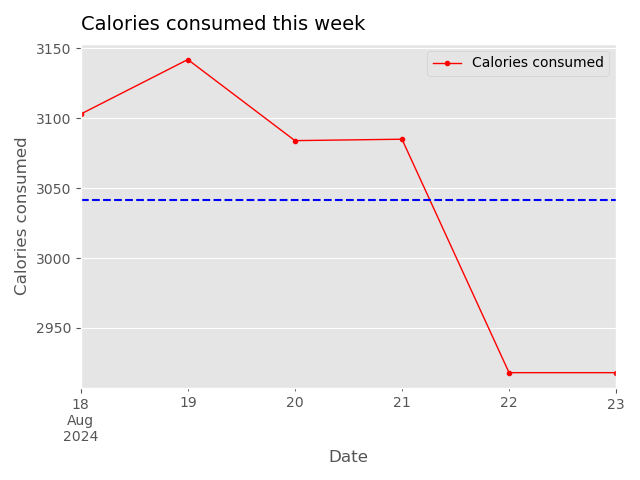 Calories consumed this week
3150
Calories consumed
3100
3050
3000
2950
Calories consumed
18
Aug
2024
19
20
21
22
23
Date